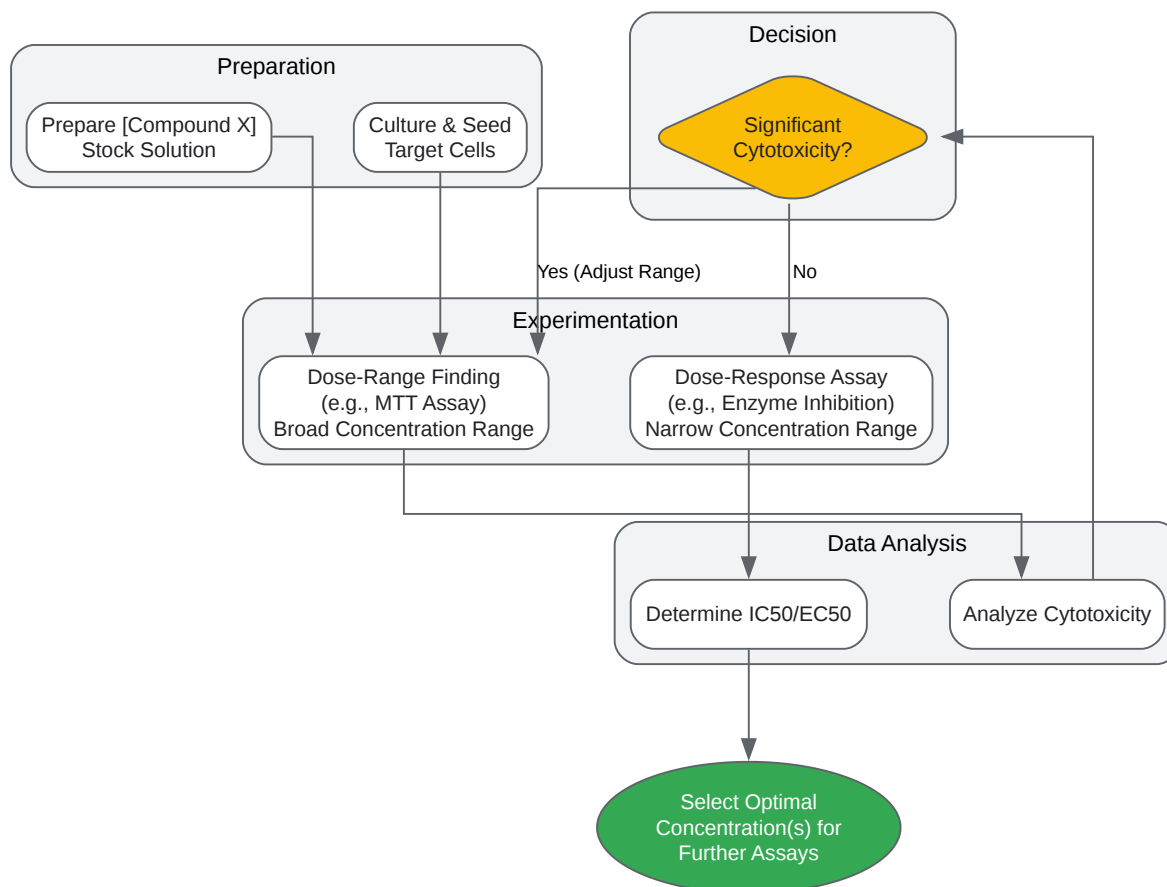 Preparation
Prepare [Compound X]
Stock Solution
Culture & Seed
Target Cells
Decision
Significant
Cytotoxicity?
Yes (Adjust Range)
No
Experimentation
Dose-Range Finding
(e.g., MTT Assay)
Broad Concentration Range
Dose-Response Assay
(e.g., Enzyme Inhibition)
Narrow Concentration Range
Data Analysis
Determine IC50/EC50
Analyze Cytotoxicity
Select Optimal
Concentration(s) for
Further Assays